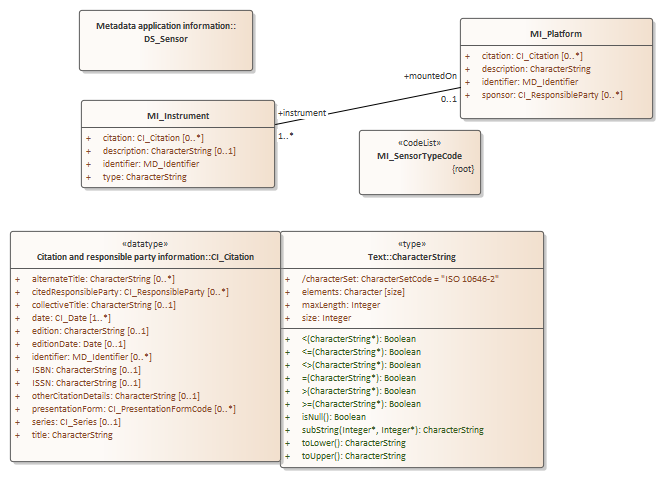 Metadata application information::
DS_Sensor
MI_Platform
+ citation: CI_Citation [0..*]
+ description: CharacterString
+ identifier: MD_Identifier
+ sponsor: CI_ResponsibleParty [0..*]
+mountedOn
0..1
+instrument
1..*
MI_Instrument
+ citation: CI_Citation [0..*]
+ description: CharacterString [0..1]
+ identifier: MD_Identifier
+ type: CharacterString
«CodeList»
MI_SensorTypeCode
{root}
«datatype»
Citation and responsible party information::CI_Citation
+ alternateTitle: CharacterString [0..*]
+ citedResponsibleParty: CI_ResponsibleParty [0..*]
+ collectiveTitle: CharacterString [0..1]
+ date: CI_Date [1..*]
+ edition: CharacterString [0..1]
+ editionDate: Date [0..1]
+ identifier: MD_Identifier [0..*]
+ ISBN: CharacterString [0..1]
+ ISSN: CharacterString [0..1]
+ otherCitationDetails: CharacterString [0..1]
+ presentationForm: CI_PresentationFormCode [0..*]
+ series: CI_Series [0..1]
+ title: CharacterString
«type»
Text::CharacterString
+ /characterSet: CharacterSetCode = "ISO 10646-2"
+ elements: Character [size]
+ maxLength: Integer
+ size: Integer
+ <(CharacterString*): Boolean
+ <=(CharacterString*): Boolean
+ <>(CharacterString*): Boolean
+ =(CharacterString*): Boolean
+ >(CharacterString*): Boolean
+ >=(CharacterString*): Boolean
+ isNull(): Boolean
+ subString(Integer*, Integer*): CharacterString
+ toLower(): CharacterString
+ toUpper(): CharacterString